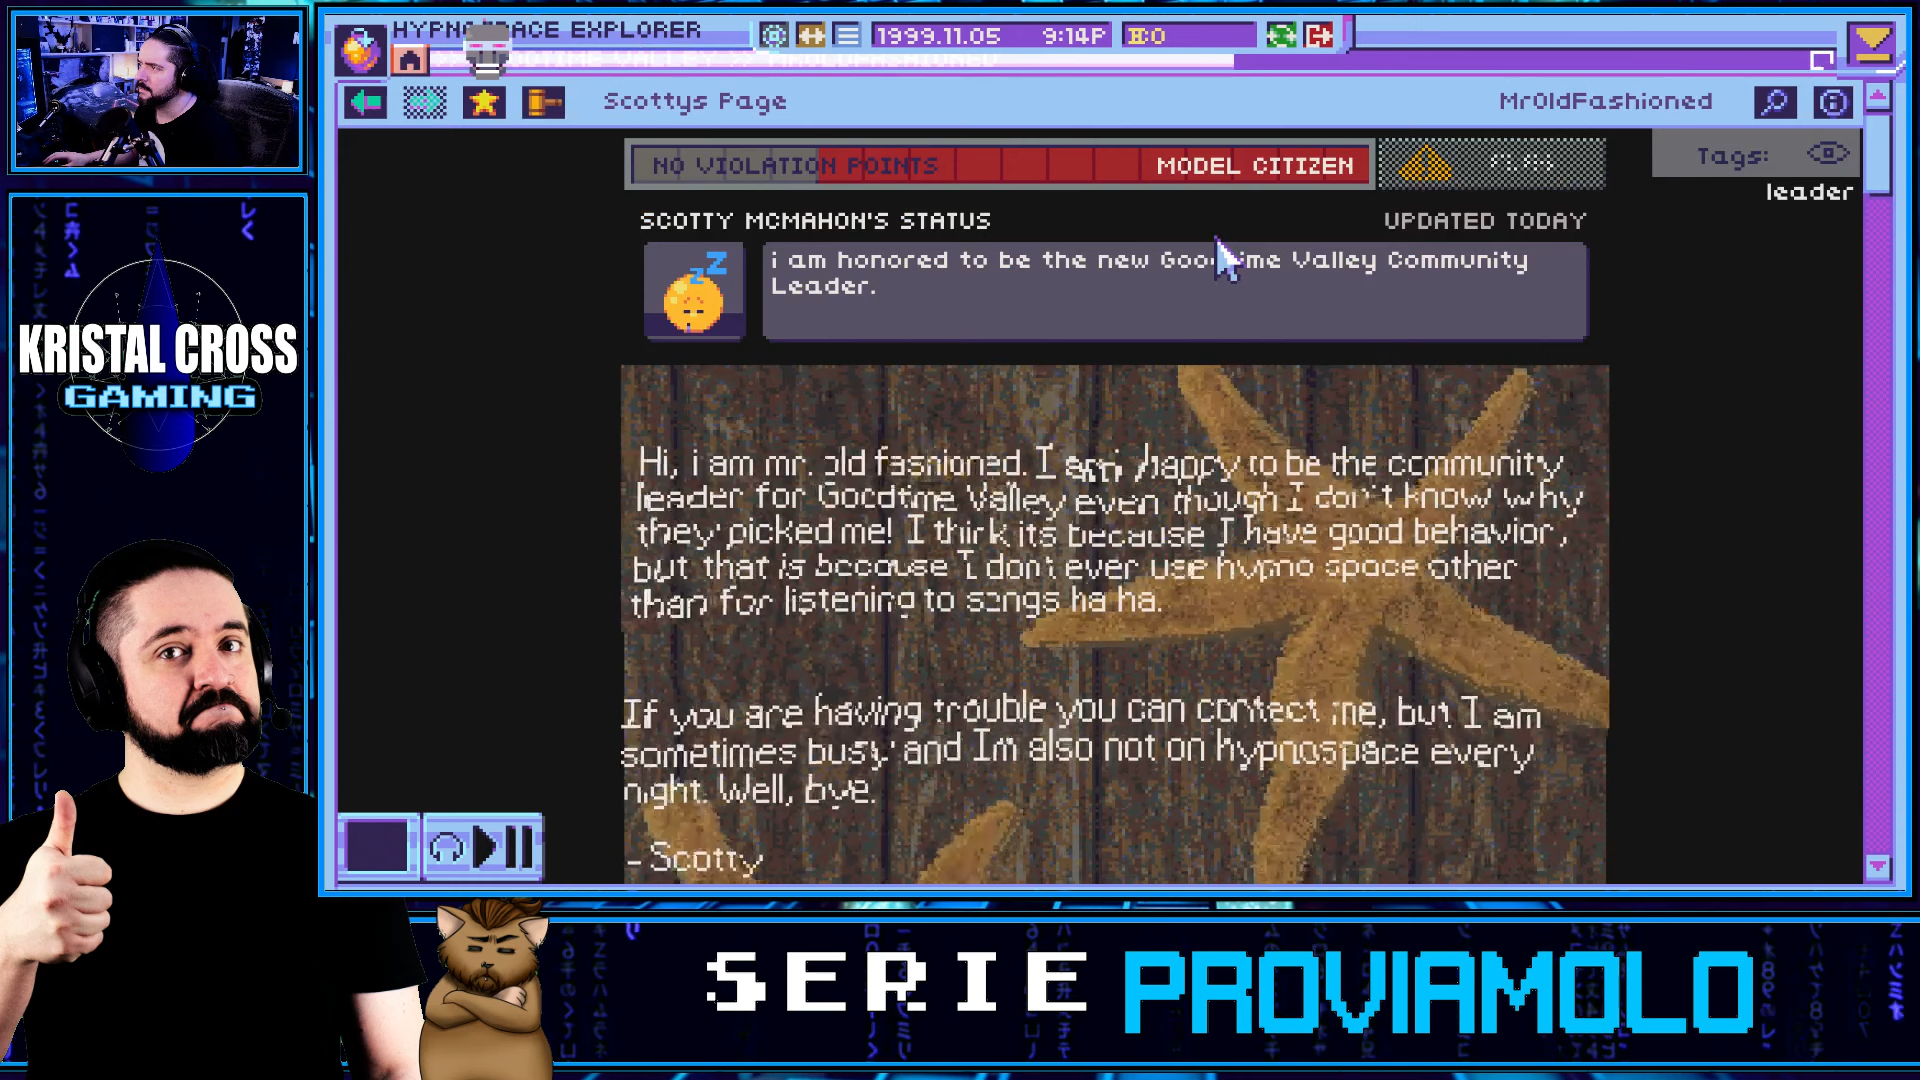 HYPNOSPACE EXPLORER
1999.11.05 9:14P
0
Scottys Page
MrOldFashioned
NO VIOLATION POINTS
MODEL CITIZEN
Tags:
leader
SCOTTY MCMAHON'S STATUS
UPDATED TODAY
i am honored to be the new Goodtime Valley Community
Leader.
Hi, i am mr. old fashioned. I am happy to be the community
leader for Goodtime Valley even though I don't know why
they picked me! I think its because I have good behavior,
but that is because I dont ever use hypno space other
than for listening to songs ha ha.
If you are having trouble you can contact me, but I am
sometimes busy and Im also not on hypnospace every
night. Well, bye.
- Scotty
KRISTAL CROSS
GAMING
SERIE PROVIAMOLO